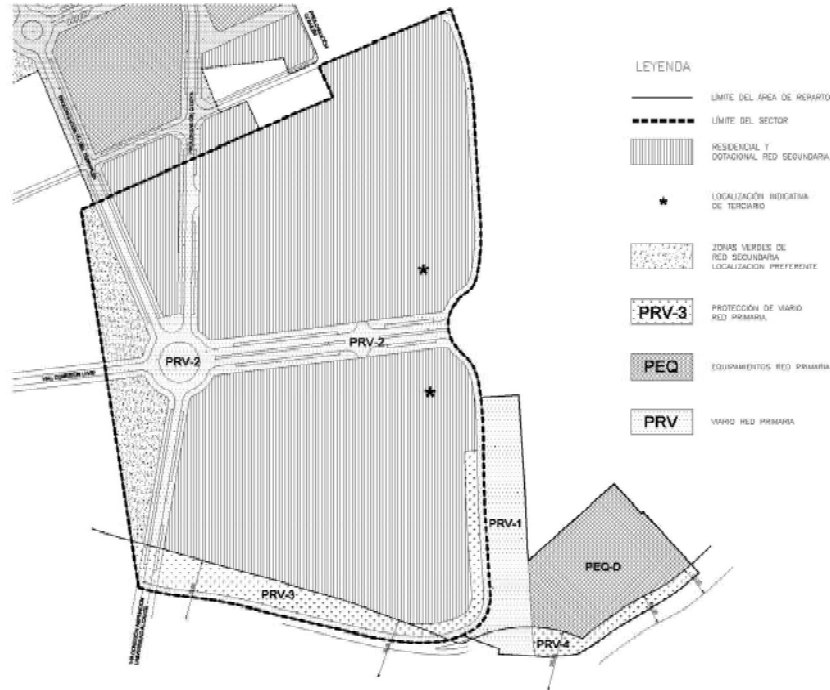 LEYENDA
LÍMITE DEL ÁREA DE REPARTO
LÍMITE DEL SECTOR
RESIDENCIAL Y
DOTACIONAL RED SECUNDARIA
*
LOCALIZACIÓN INDICATIVA
DE TERCIARIO
ZONAS VERDES DE
RED SECUNDARIA
LOCALIZACION PREFERENTE
PRV-3
PROTECCIÓN DE VIARIO
RED PRIMARIA
PEQ
EQUIPAMIENTOS RED PRIMARIA
PRV
VIARIO RED PRIMARIA
*
PRV-2
PRV-2
*
PRV-1
PEQ-D
PRV-3
PRV-4